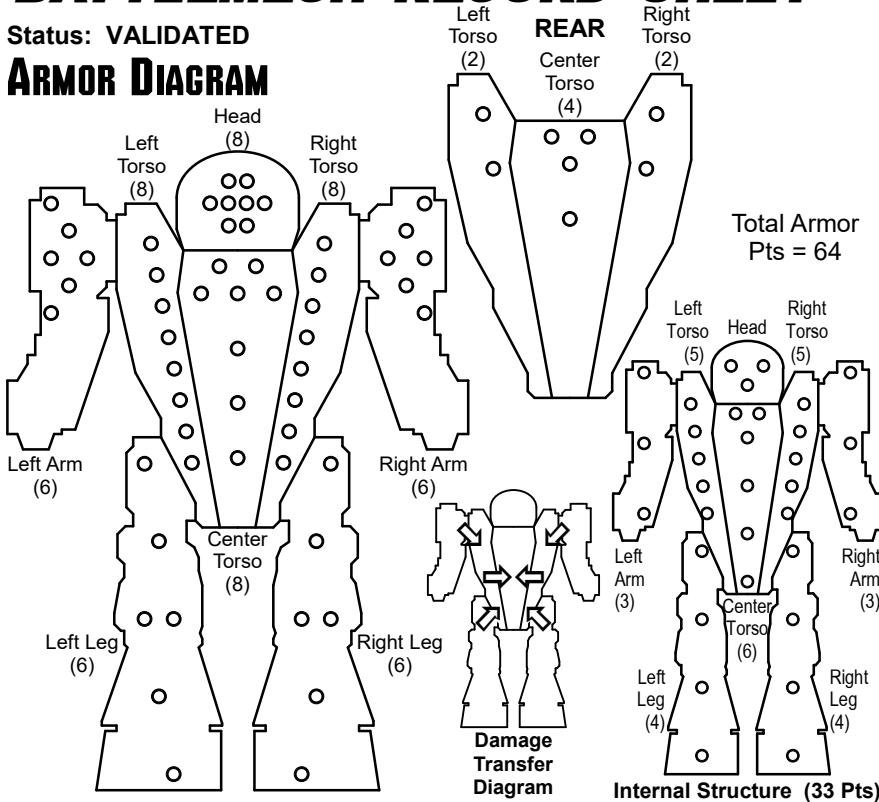 BATTLEMECH RECORD SHEET
Status: VALIDATED
ARMOR DIAGRAM
Head
(8)
Left
Torso
(8)
Right
Torso
(8)
Left Arm
(6)
Right Arm
(6)
Center
Torso
(8)
Left Leg
(6)
Right Leg
(6)
Left
Torso
(2)
REAR
Center
Torso
(4)
Right
Torso
(2)
Total Armor
Pts = 64
Damage
Transfer
Diagram
Left
Torso
(5)
Head
Right
Torso
(5)
Left
Arm
(3)
Right
Arm
(3)
Center
Torso
(6)
Left
Leg
(4)
Right
Leg
(4)
Internal Structure (33 Pts)